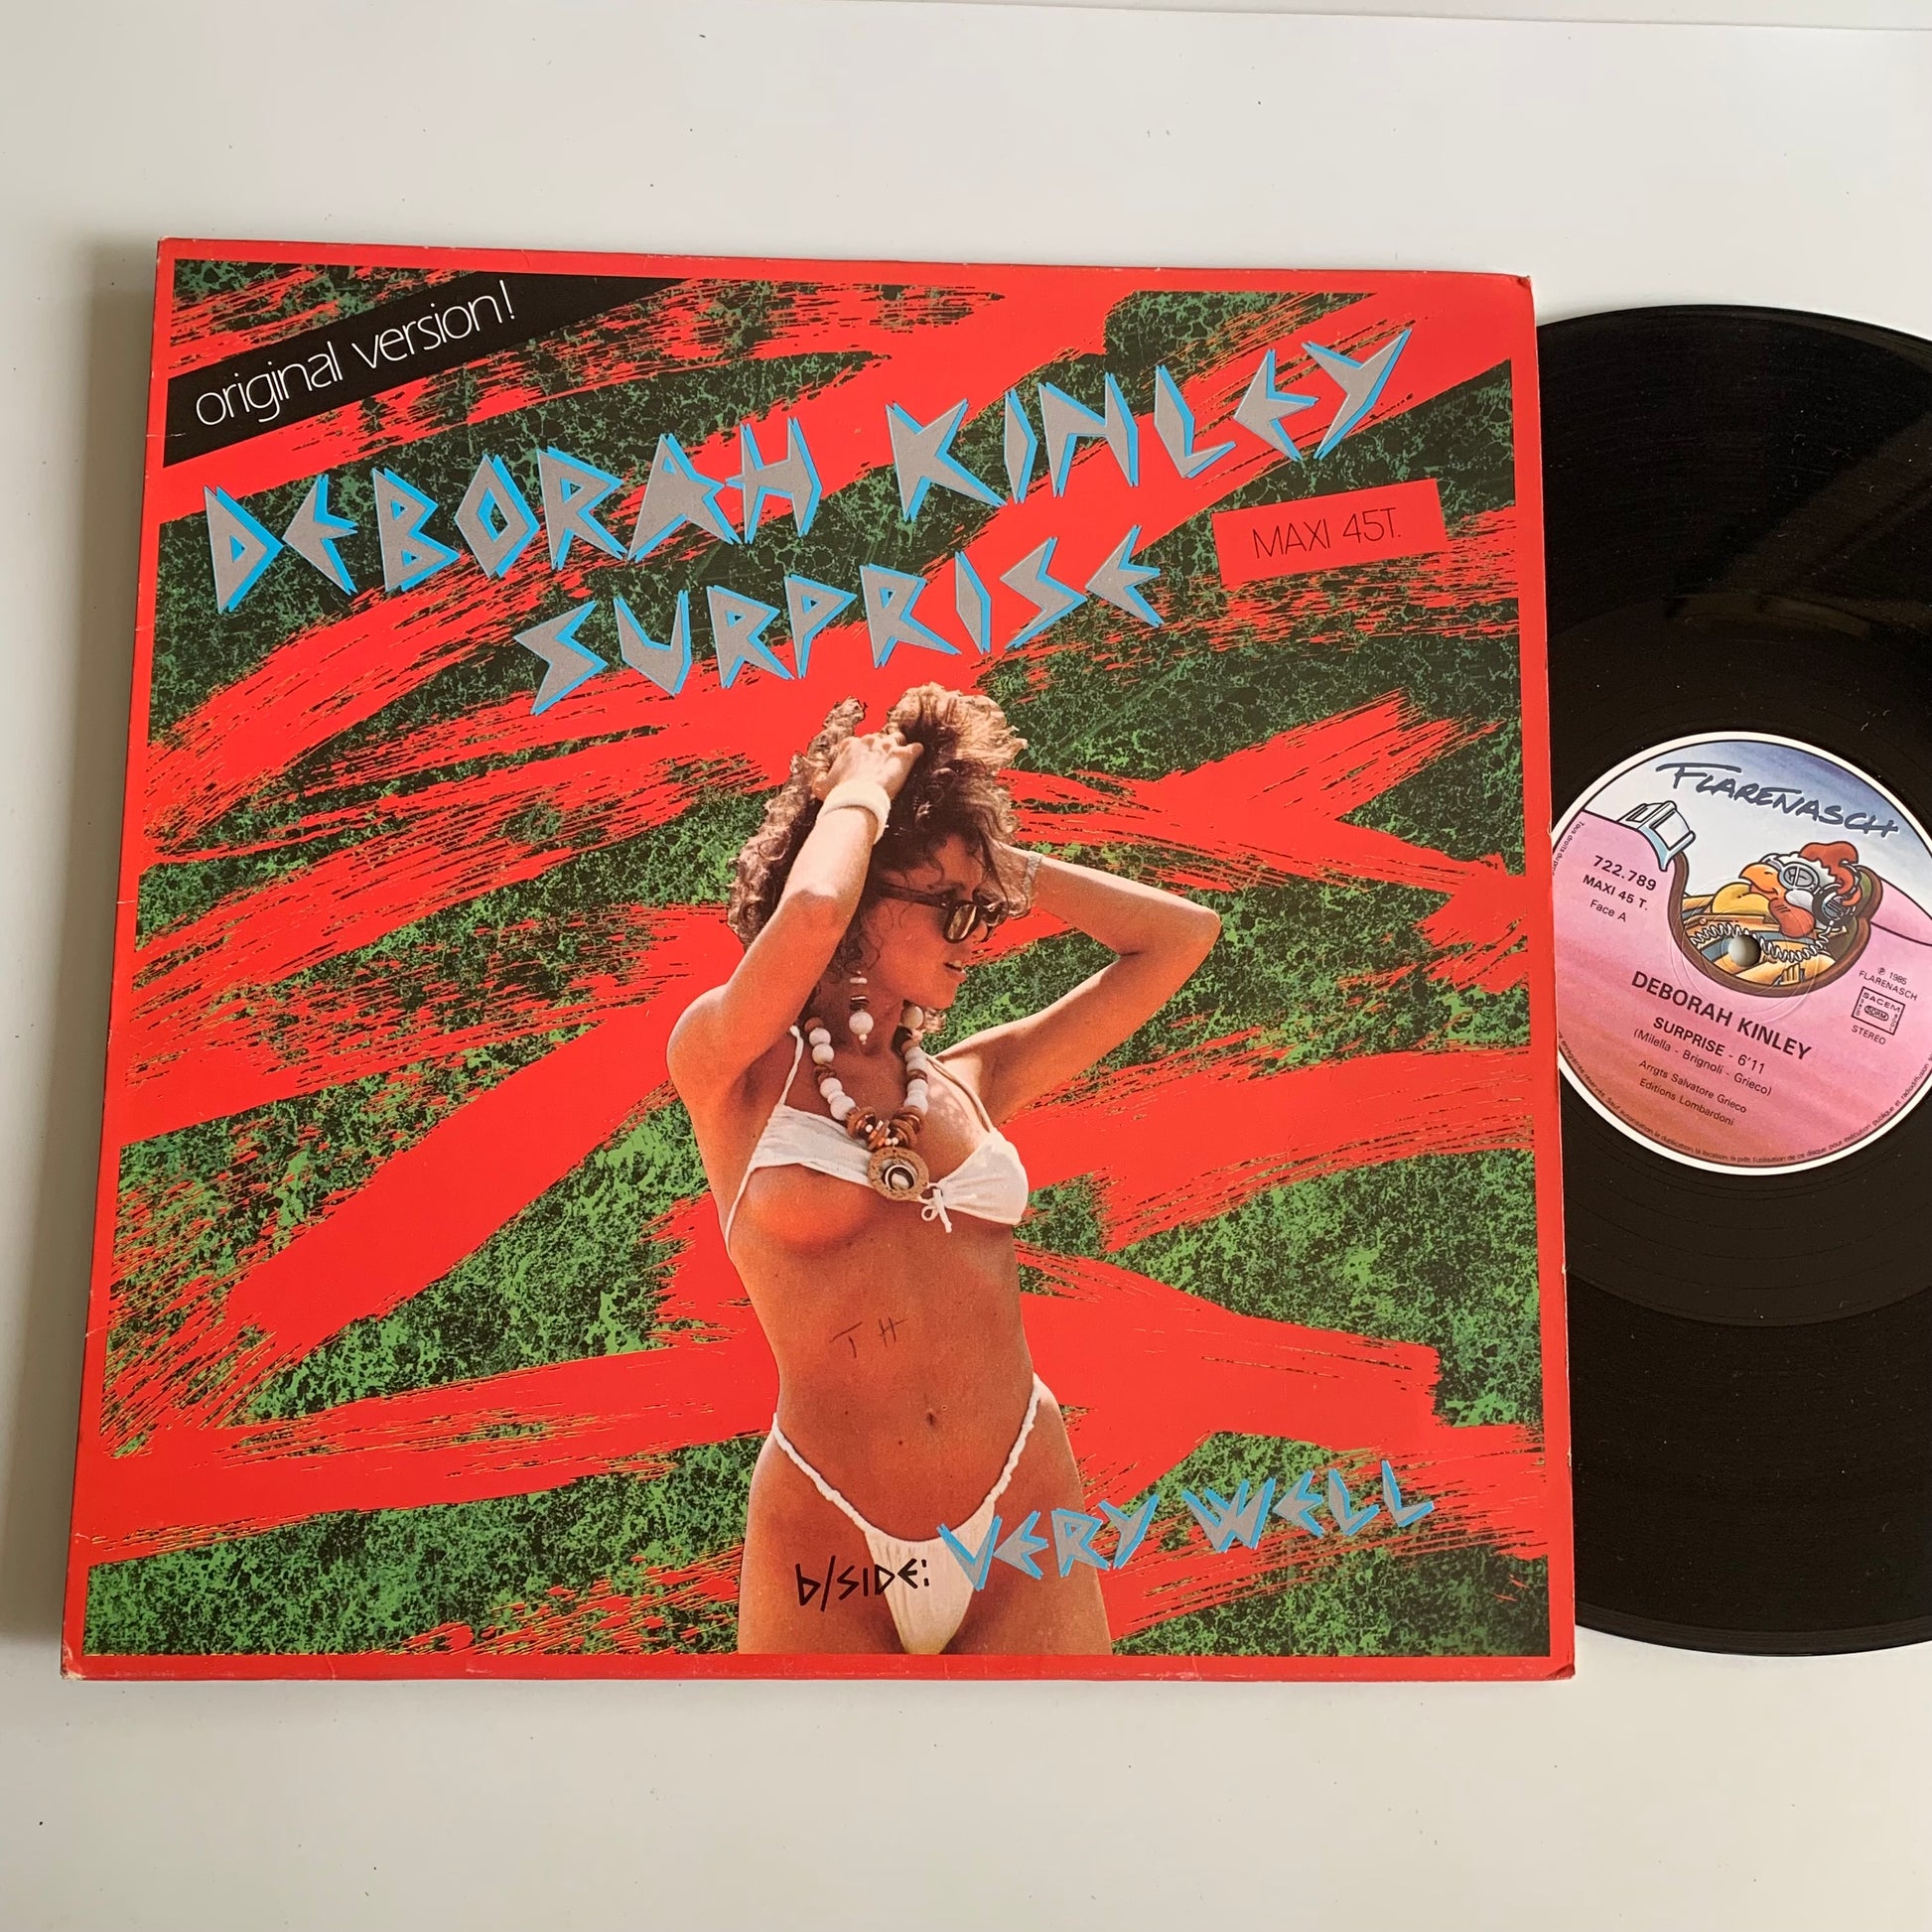 original version!
DEBORAH KINLEY
SURPRISE
MAXI 45T.
T H
b/SIDE: VERY WELL
FLARENASCH
722.789
MAXI 45 T.
Face A
℗ 1985
FLARENASCH
SACEM
STEREO
DEBORAH KINLEY
SURPRISE - 6'11
(Milella - Brignoli - Grieco)
Arrgts Salvatore Grieco
Editions Lombardoni